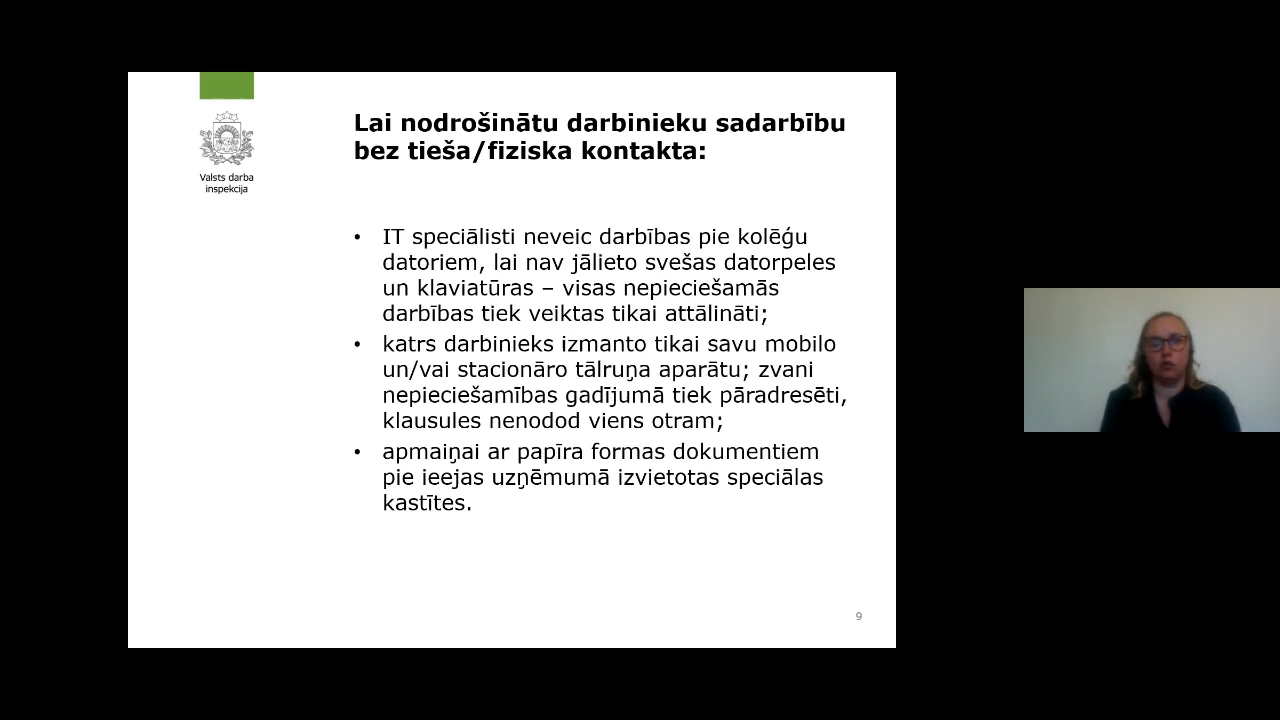 Valsts darba
inspekcija
Lai nodrošinātu darbinieku sadarbību
bez tieša/fiziska kontakta:
• IT speciālisti neveic darbības pie kolēģu
datoriem, lai nav jālieto svešas datorpeles
un klaviatūras – visas nepieciešamās
darbības tiek veiktas tikai attālināti;
• katrs darbinieks izmanto tikai savu mobilo
un/vai stacionāro tālruņa aparātu; zvani
nepieciešamības gadījumā tiek pāradresēti,
klausules nenodod viens otram;
• apmaiņai ar papīra formas dokumentiem
pie ieejas uzņēmumā izvietotas speciālas
kastītes.
9